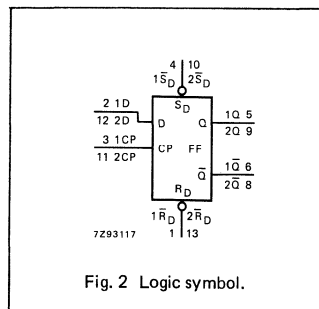 4 10
1S̅D 2S̅D
SD
2 1D
12 2D
D
Q
1Q 5
2Q 9
3 1CP
11 2CP
CP
FF
Q̅
1Q̅ 6
2Q̅ 8
RD
1R̅D 2R̅D
7Z93117
1 13
Fig. 2 Logic symbol.